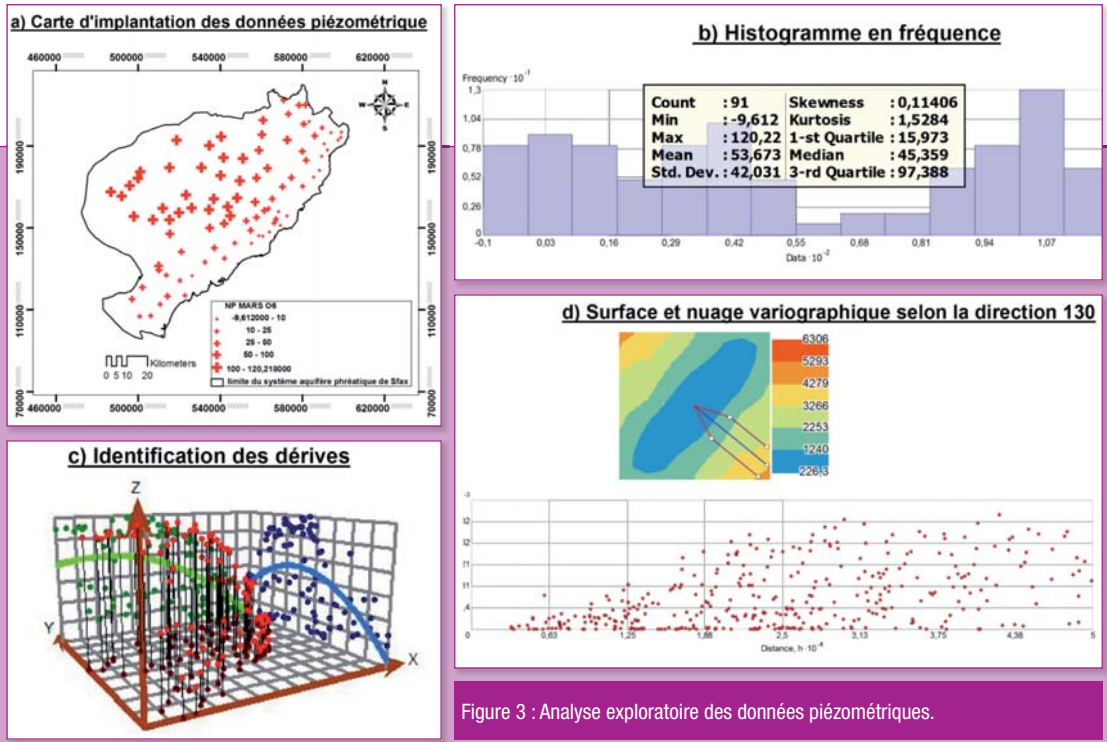 a) Carte d'implantation des données piézométrique
460000 500000 540000 580000 620000
N
W E
S
190000 190000
150000 150000
110000 110000
70000 70000
NP MARS O6
-9,612000 - 10
10 - 25
25 - 50
50 - 100
100 - 120,218000
limite du système aquifère phréatique de Sfax
Kilometers
0 5 10 20
460000 500000 540000 580000 620000
b) Histogramme en fréquence
Frequency · 10⁻¹
1,3
1,04
0,78
0,52
0,26
0
Count : 91 Skewness : 0,11406
Min : -9,612 Kurtosis : 1,5284
Max : 120,22 1-st Quartile : 15,973
Mean : 53,673 Median : 45,359
Std. Dev. : 42,031 3-rd Quartile : 97,388
-0,1 0,03 0,16 0,29 0,42 0,55 0,68 0,81 0,94 1,07
Data · 10⁻²
c) Identification des dérives
Z
Y
X
d) Surface et nuage variographique selon la direction 130
6306
5293
4279
3266
2253
1240
226,3
0 0,63 1,25 1,88 2,5 3,13 3,75 4,38 5
Distance, h · 10⁻⁴
Figure 3 : Analyse exploratoire des données piézométriques.